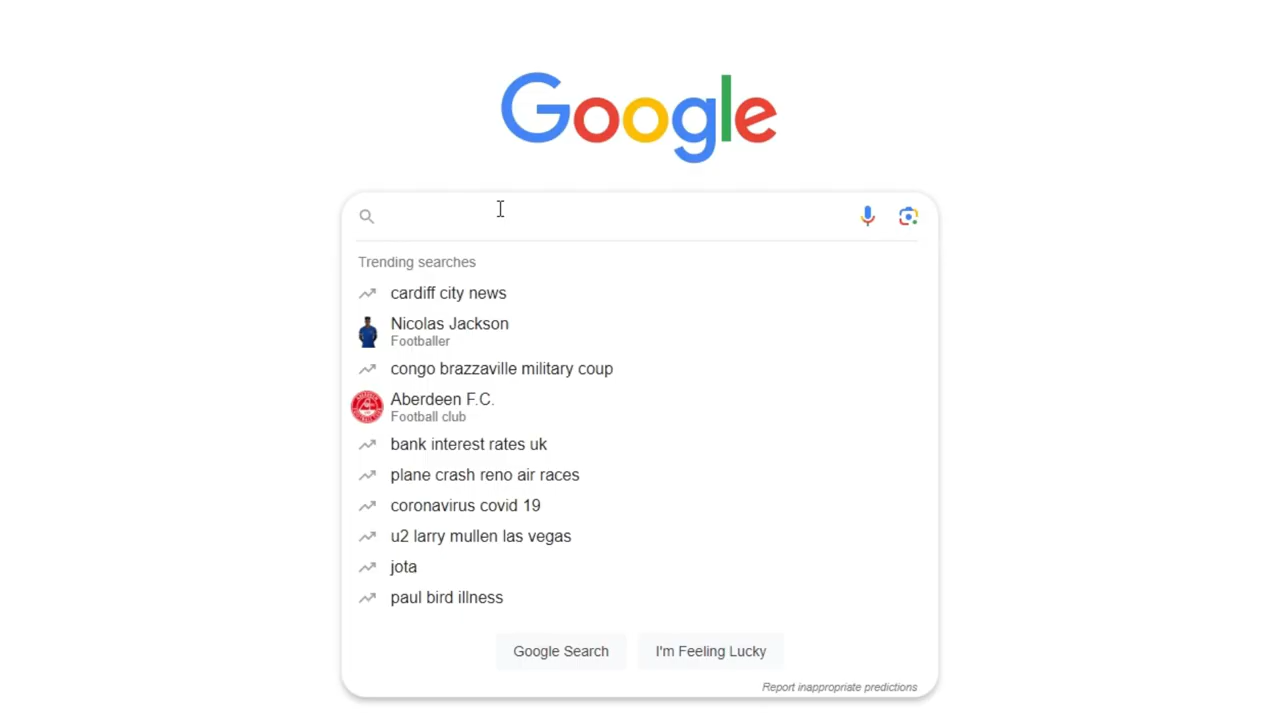 Google
Trending searches
cardiff city news
Nicolas Jackson
Footballer
congo brazzaville military coup
Aberdeen F.C.
Football club
bank interest rates uk
plane crash reno air races
coronavirus covid 19
u2 larry mullen las vegas
jota
paul bird illness
Google Search
I'm Feeling Lucky
Report inappropriate predictions